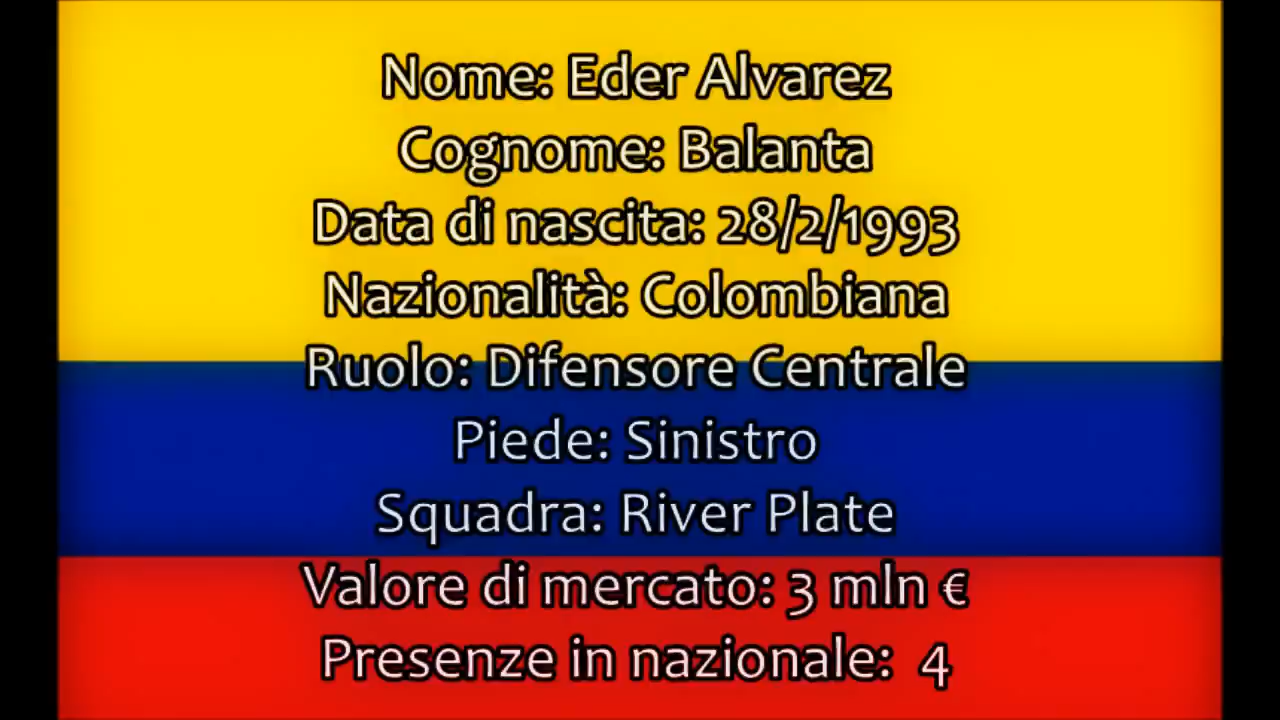 Nome: Eder Alvarez
Cognome: Balanta
Data di nascita: 28/2/1993
Nazionalità: Colombiana
Ruolo: Difensore Centrale
Piede: Sinistro
Squadra: River Plate
Valore di mercato: 3 mln €
Presenze in nazionale: 4